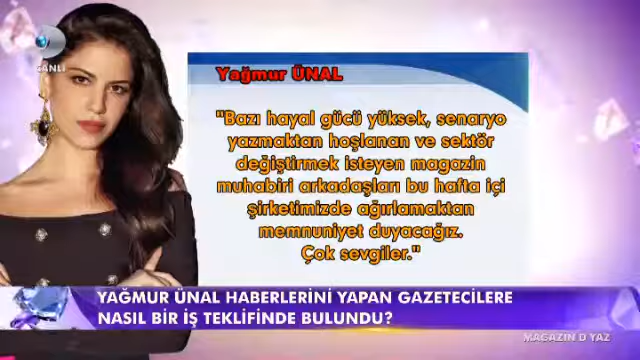 CANLI
Yağmur ÜNAL
"Bazı hayal gücü yüksek, senaryo
yazmaktan hoşlanan ve sektör
değiştirmek isteyen magazin
muhabiri arkadaşları bu hafta içi
şirketimizde ağırlamaktan
memnuniyet duyacağız.
Çok sevgiler."
YAĞMUR ÜNAL HABERLERİNİ YAPAN GAZETECİLERE
NASIL BİR İŞ TEKLİFİNDE BULUNDU?
MAGAZİN D YAZ